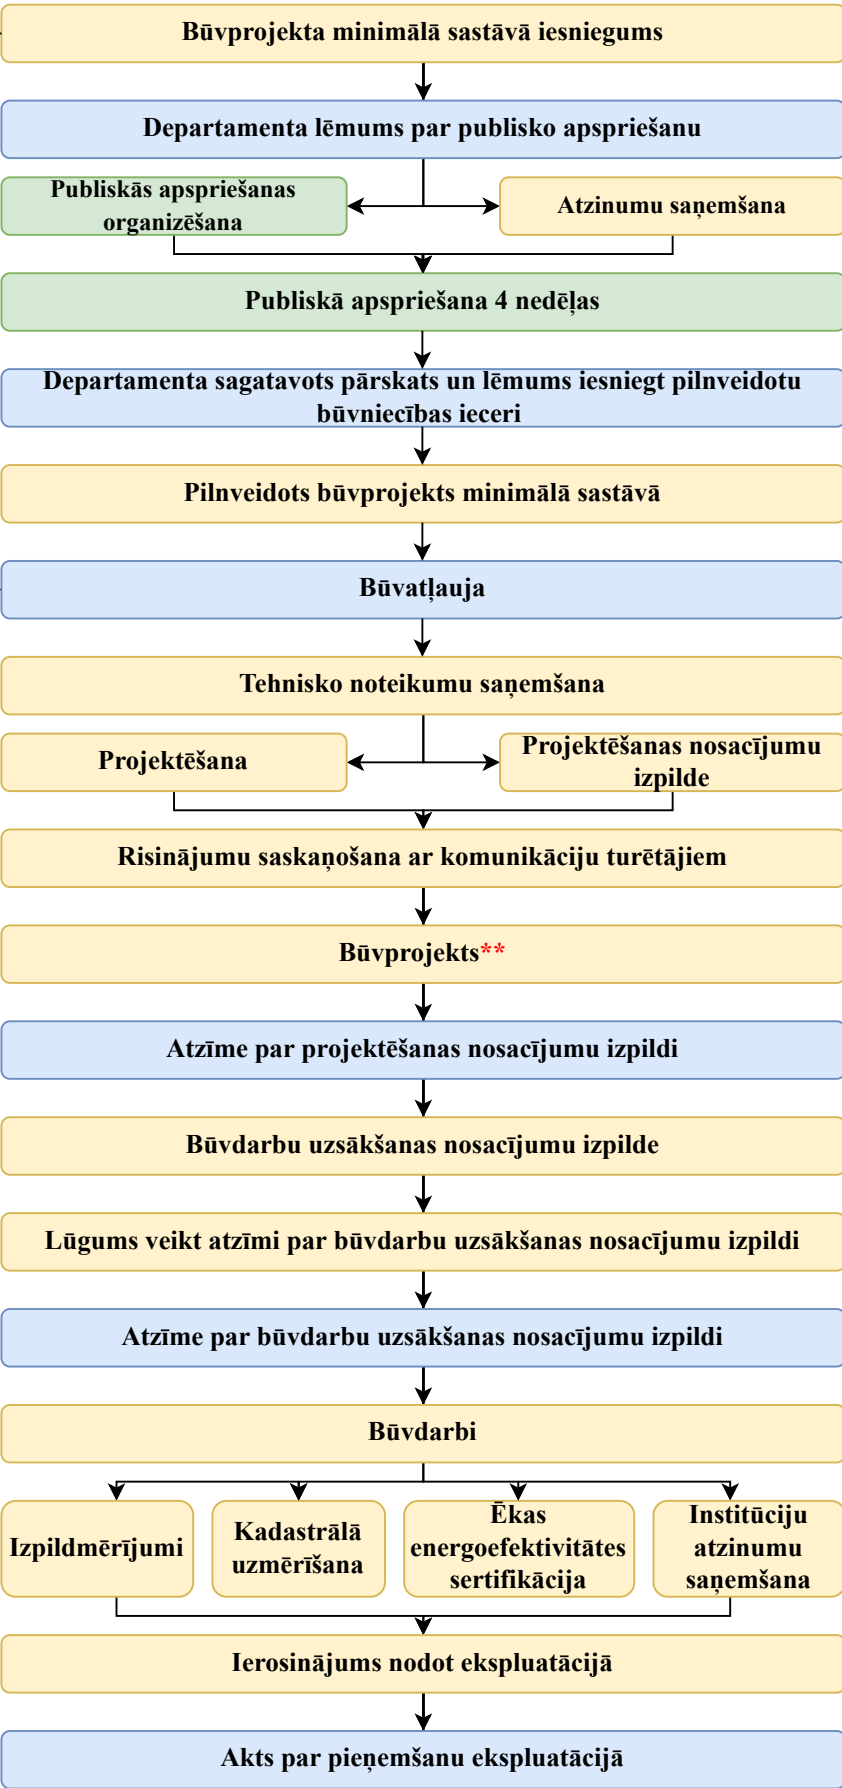 Būvprojekta minimālā sastāvā iesniegums
Departamenta lēmums par publisko apspriešanu
Publiskās apspriešanas
organizēšana
Atzinumu saņemšana
Publiskā apspriešana 4 nedēļas
Departamenta sagatavots pārskats un lēmums iesniegt pilnveidotu
būvniecības ieceri
Pilnveidots būvprojekts minimālā sastāvā
Būvatļauja
Tehnisko noteikumu saņemšana
Projektēšana
Projektēšanas nosacījumu
izpilde
Risinājumu saskaņošana ar komunikāciju turētājiem
Būvprojekts**
Atzīme par projektēšanas nosacījumu izpildi
Būvdarbu uzsākšanas nosacījumu izpilde
Lūgums veikt atzīmi par būvdarbu uzsākšanas nosacījumu izpildi
Atzīme par būvdarbu uzsākšanas nosacījumu izpildi
Būvdarbi
Izpildmērījumi
Kadastrālā
uzmērīšana
Ēkas
energoefektivitātes
sertifikācija
Institūciju
atzinumu
saņemšana
Ierosinājums nodot ekspluatācijā
Akts par pieņemšanu ekspluatācijā